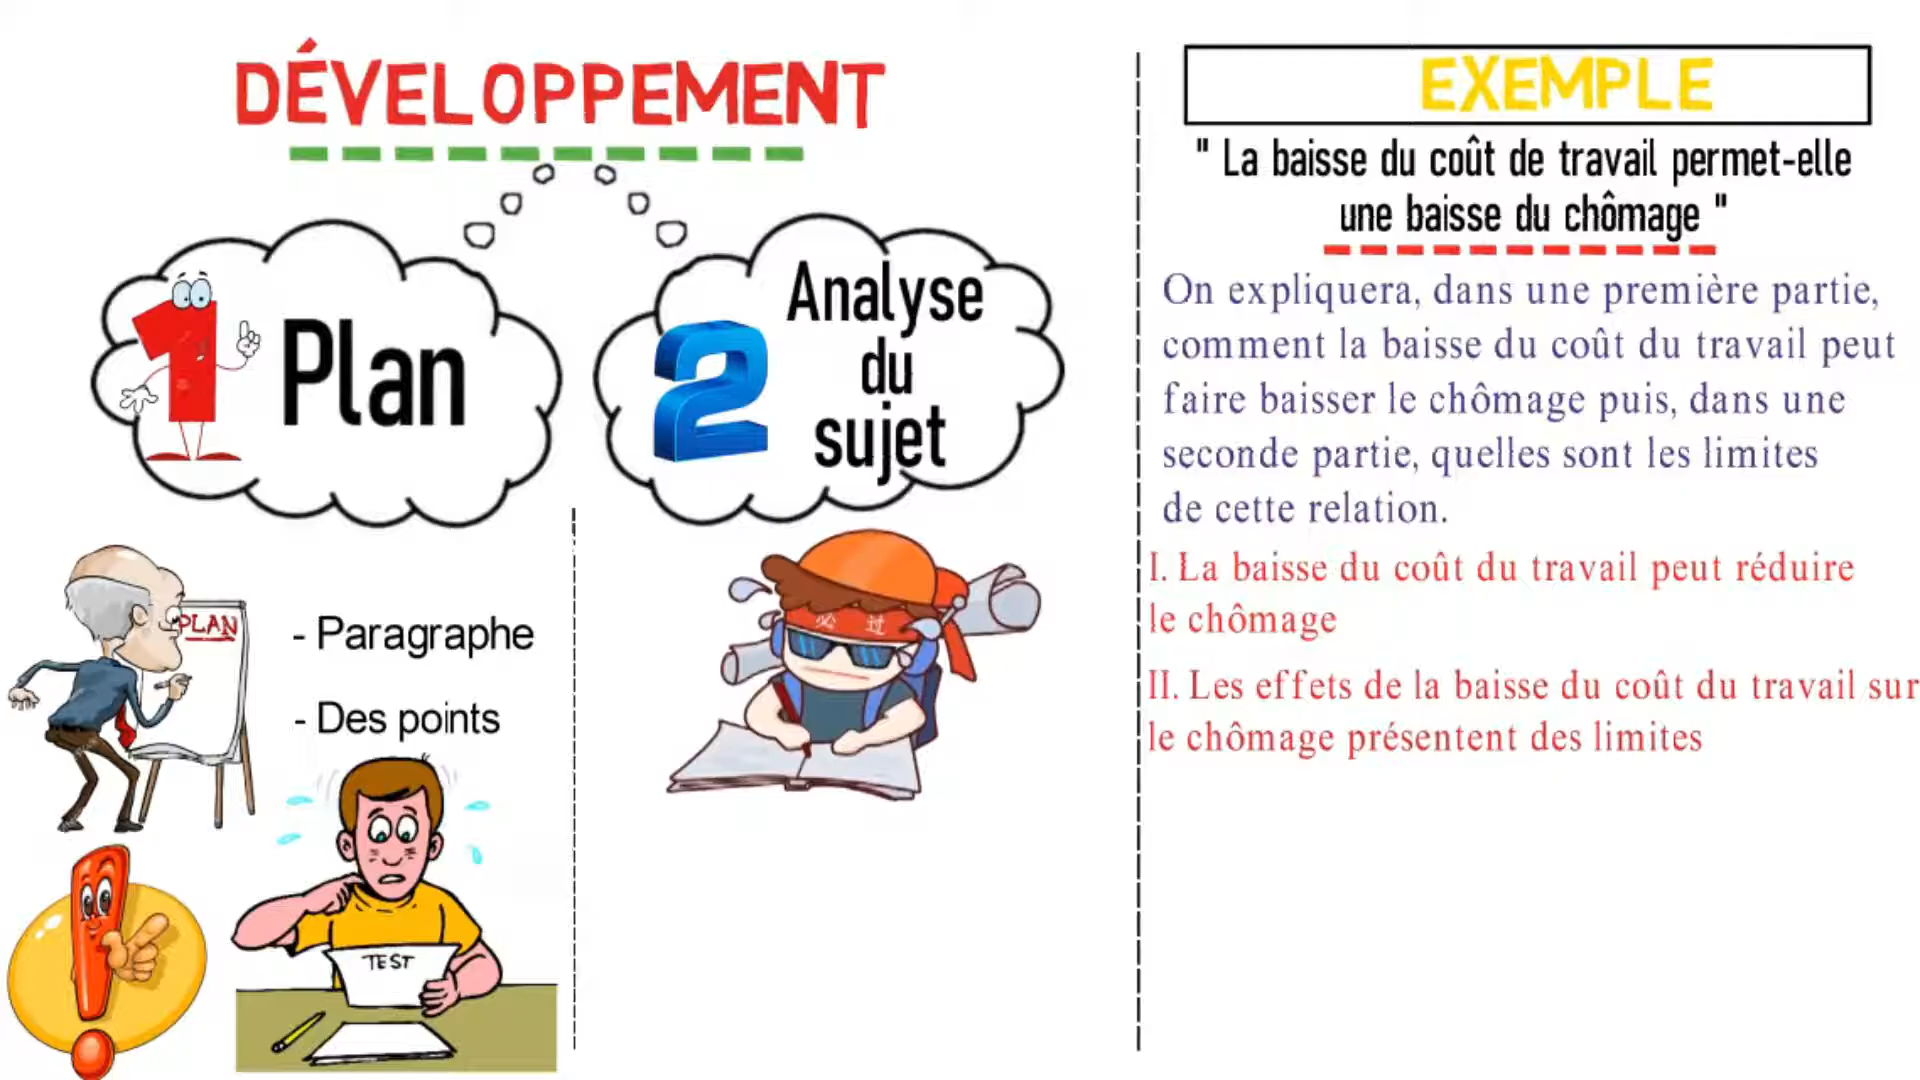 DÉVELOPPEMENT
1 Plan
2 Analyse
du
sujet
PLAN
- Paragraphe
- Des points
必 过
TEST
EXEMPLE
" La baisse du coût de travail permet-elle
une baisse du chômage "
On expliquera, dans une première partie,
comment la baisse du coût du travail peut
faire baisser le chômage puis, dans une
seconde partie, quelles sont les limites
de cette relation.
I. La baisse du coût du travail peut réduire
le chômage
II. Les effets de la baisse du coût du travail sur
le chômage présentent des limites